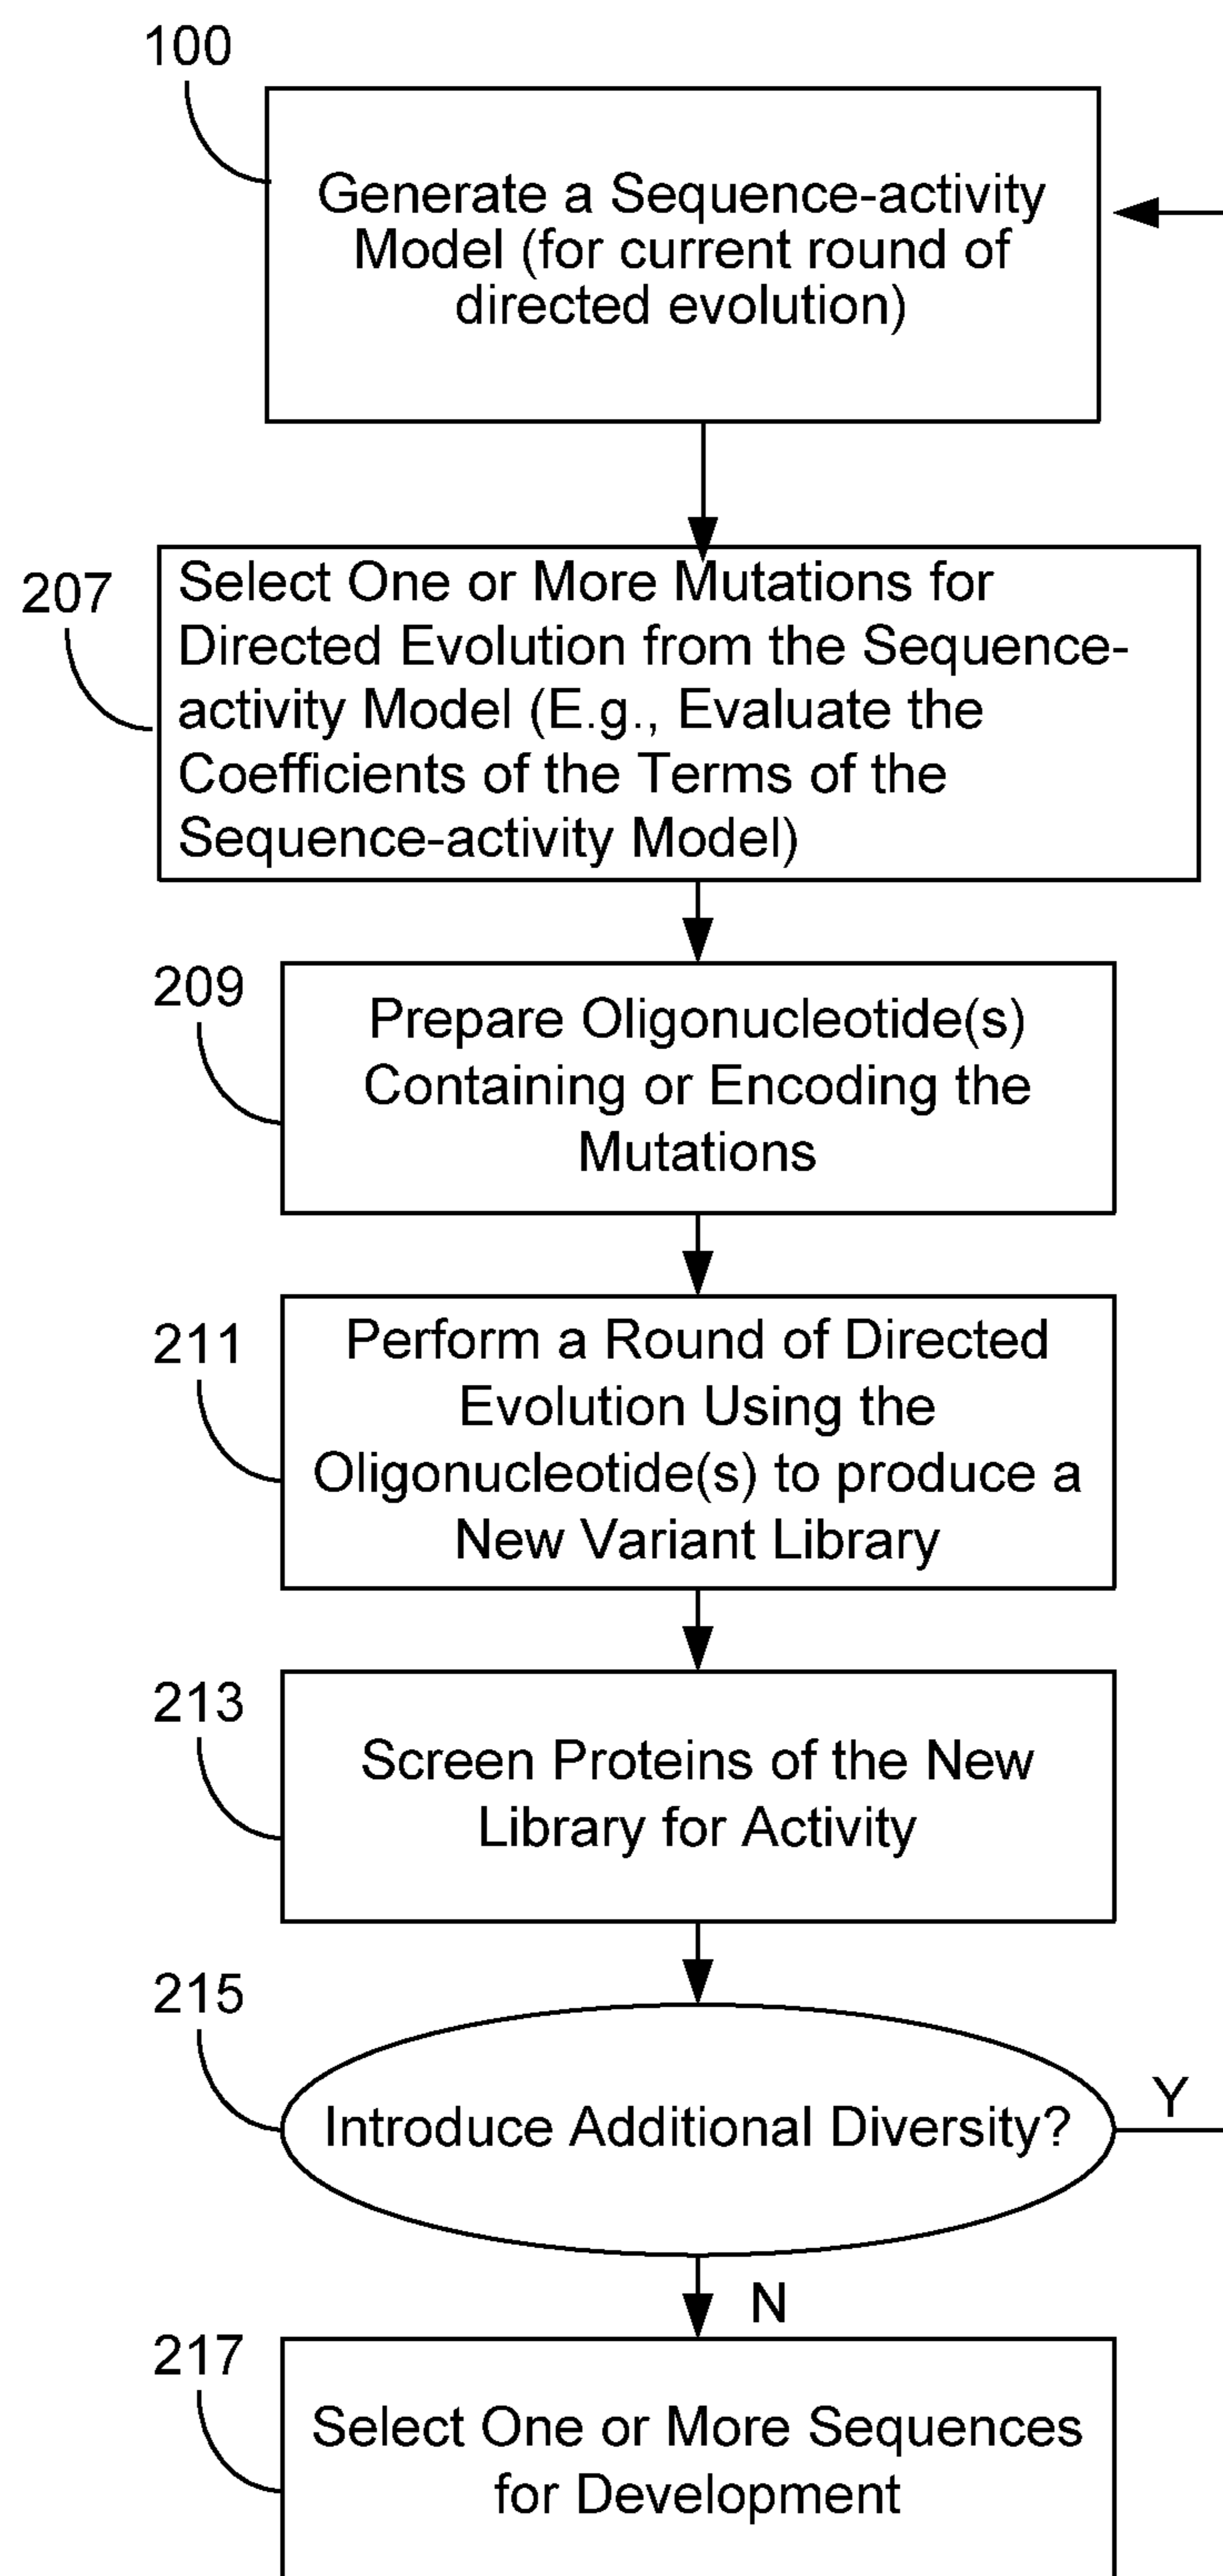 100
Generate a Sequence-activity
Model (for current round of
directed evolution)
207
Select One or More Mutations for
Directed Evolution from the Sequence-
activity Model (E.g., Evaluate the
Coefficients of the Terms of the
Sequence-activity Model)
209
Prepare Oligonucleotide(s)
Containing or Encoding the
Mutations
211
Perform a Round of Directed
Evolution Using the
Oligonucleotide(s) to produce a
New Variant Library
213
Screen Proteins of the New
Library for Activity
215
Introduce Additional Diversity?
Y
N
217
Select One or More Sequences
for Development